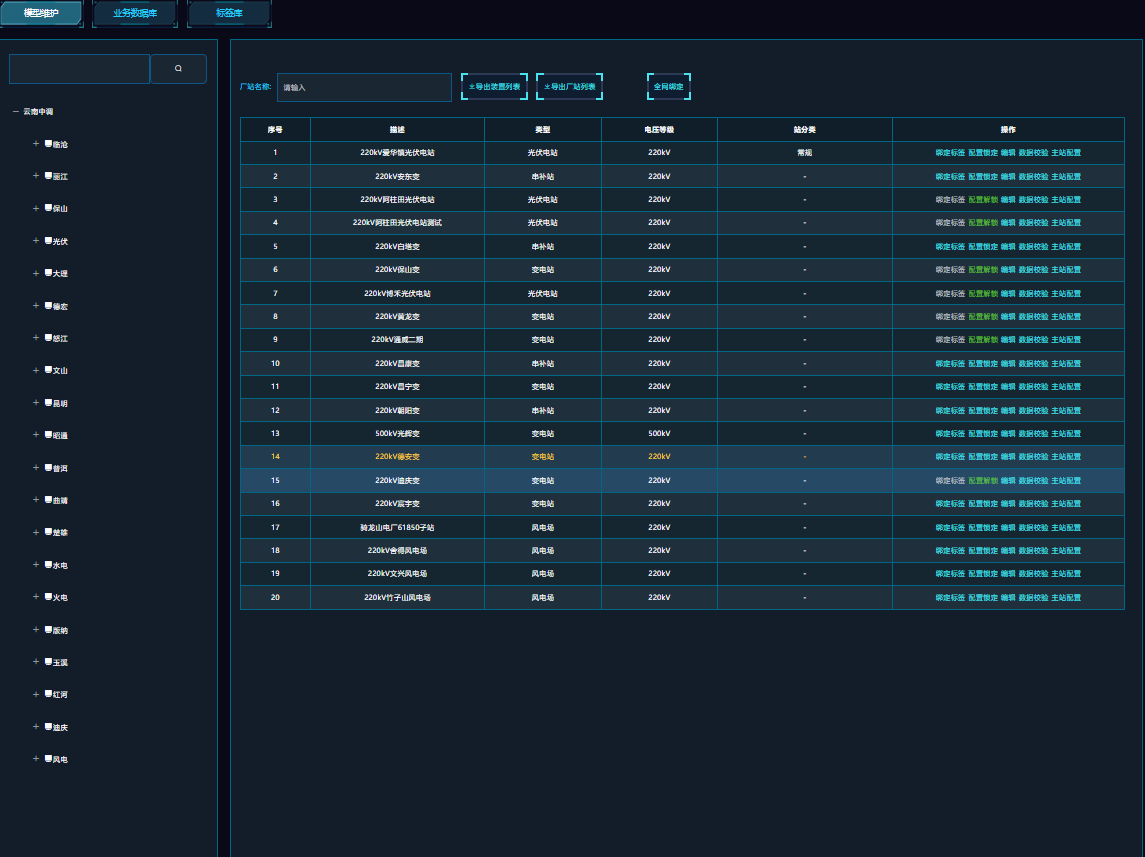 模型维护 业务数据库 标签库
云南中调
临沧
丽江
保山
光伏
大理
德宏
怒江
文山
昆明
昭通
普洱
曲靖
楚雄
水电
火电
版纳
玉溪
红河
迪庆
风电
厂站名称: 请输入 导出装置列表 导出厂站列表 全网绑定
序号 描述 类型 电压等级 站分类 操作
1 220kV爱华镇光伏电站 光伏电站 220kV 常规 绑定标签 配置锁定 编辑 数据校验 主站配置
2 220kV安东变 串补站 220kV - 绑定标签 配置锁定 编辑 数据校验 主站配置
3 220kV阿柱田光伏电站 光伏电站 220kV - 绑定标签 配置解锁 编辑 数据校验 主站配置
4 220kV阿柱田光伏电站测试 光伏电站 220kV - 绑定标签 配置解锁 编辑 数据校验 主站配置
5 220kV白塔变 串补站 220kV - 绑定标签 配置锁定 编辑 数据校验 主站配置
6 220kV保山变 变电站 220kV - 绑定标签 配置解锁 编辑 数据校验 主站配置
7 220kV博禾光伏电站 光伏电站 220kV - 绑定标签 配置解锁 编辑 数据校验 主站配置
8 220kV黄龙变 变电站 220kV - 绑定标签 配置解锁 编辑 数据校验 主站配置
9 220kV通威二期 变电站 220kV - 绑定标签 配置解锁 编辑 数据校验 主站配置
10 220kV昌康变 串补站 220kV - 绑定标签 配置锁定 编辑 数据校验 主站配置
11 220kV昌宁变 变电站 220kV - 绑定标签 配置锁定 编辑 数据校验 主站配置
12 220kV朝阳变 串补站 220kV - 绑定标签 配置锁定 编辑 数据校验 主站配置
13 500kV光辉变 变电站 500kV - 绑定标签 配置锁定 编辑 数据校验 主站配置
14 220kV德安变 变电站 220kV - 绑定标签 配置锁定 编辑 数据校验 主站配置
15 220kV迪庆变 变电站 220kV - 绑定标签 配置解锁 编辑 数据校验 主站配置
16 220kV宸宇变 变电站 220kV - 绑定标签 配置锁定 编辑 数据校验 主站配置
17 骑龙山电厂61850子站 风电场 220kV - 绑定标签 配置锁定 编辑 数据校验 主站配置
18 220kV舍得风电场 风电场 220kV - 绑定标签 配置锁定 编辑 数据校验 主站配置
19 220kV文兴风电场 风电场 220kV - 绑定标签 配置锁定 编辑 数据校验 主站配置
20 220kV竹子山风电场 风电场 220kV - 绑定标签 配置锁定 编辑 数据校验 主站配置